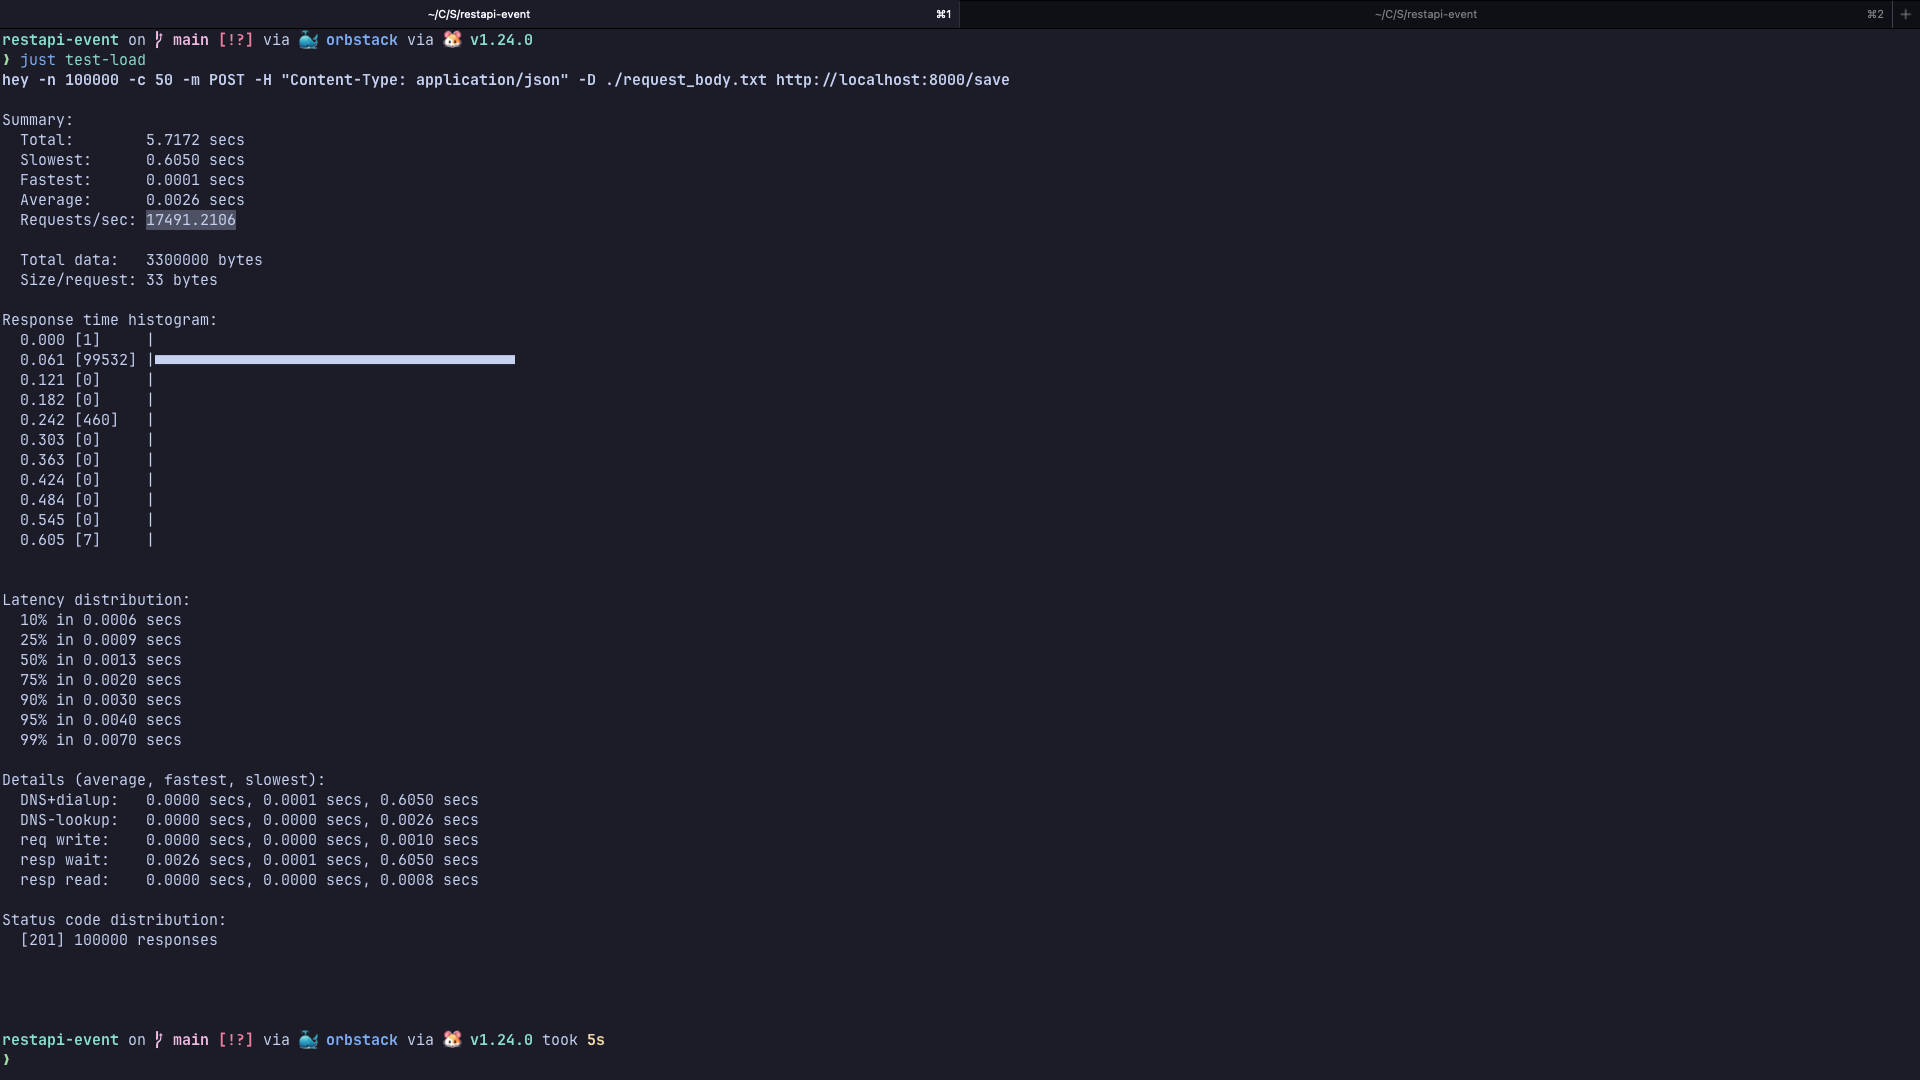 ~/C/S/restapi-event ⌘1 ~/C/S/restapi-event ⌘2 +
restapi-event on main [!?] via 🐳 orbstack via 🐹 v1.24.0
❯ just test-load
hey -n 100000 -c 50 -m POST -H "Content-Type: application/json" -D ./request_body.txt http://localhost:8000/save
Summary:
Total: 5.7172 secs
Slowest: 0.6050 secs
Fastest: 0.0001 secs
Average: 0.0026 secs
Requests/sec: 17491.2106
Total data: 3300000 bytes
Size/request: 33 bytes
Response time histogram:
0.000 [1] |
0.061 [99532] |■■■■■■■■■■■■■■■■■■■■■■■■■■■■■■■■■■■■■■■■
0.121 [0] |
0.182 [0] |
0.242 [460] |
0.303 [0] |
0.363 [0] |
0.424 [0] |
0.484 [0] |
0.545 [0] |
0.605 [7] |
Latency distribution:
10% in 0.0006 secs
25% in 0.0009 secs
50% in 0.0013 secs
75% in 0.0020 secs
90% in 0.0030 secs
95% in 0.0040 secs
99% in 0.0070 secs
Details (average, fastest, slowest):
DNS+dialup: 0.0000 secs, 0.0001 secs, 0.6050 secs
DNS-lookup: 0.0000 secs, 0.0000 secs, 0.0026 secs
req write: 0.0000 secs, 0.0000 secs, 0.0010 secs
resp wait: 0.0026 secs, 0.0001 secs, 0.6050 secs
resp read: 0.0000 secs, 0.0000 secs, 0.0008 secs
Status code distribution:
[201] 100000 responses
restapi-event on main [!?] via 🐳 orbstack via 🐹 v1.24.0 took 5s
❯